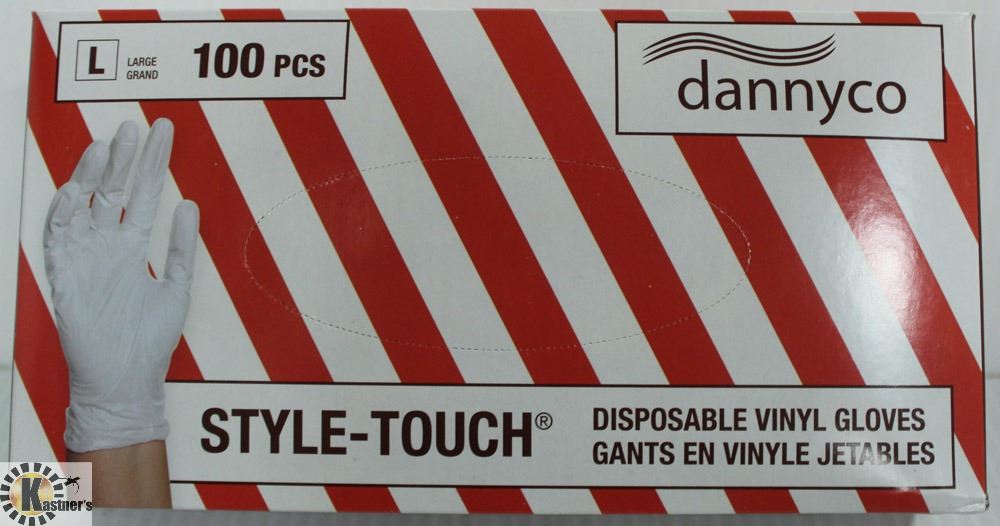 L
LARGE
GRAND
100 PCS
dannyco
STYLE-TOUCH®
DISPOSABLE VINYL GLOVES
GANTS EN VINYLE JETABLES
Kastner's